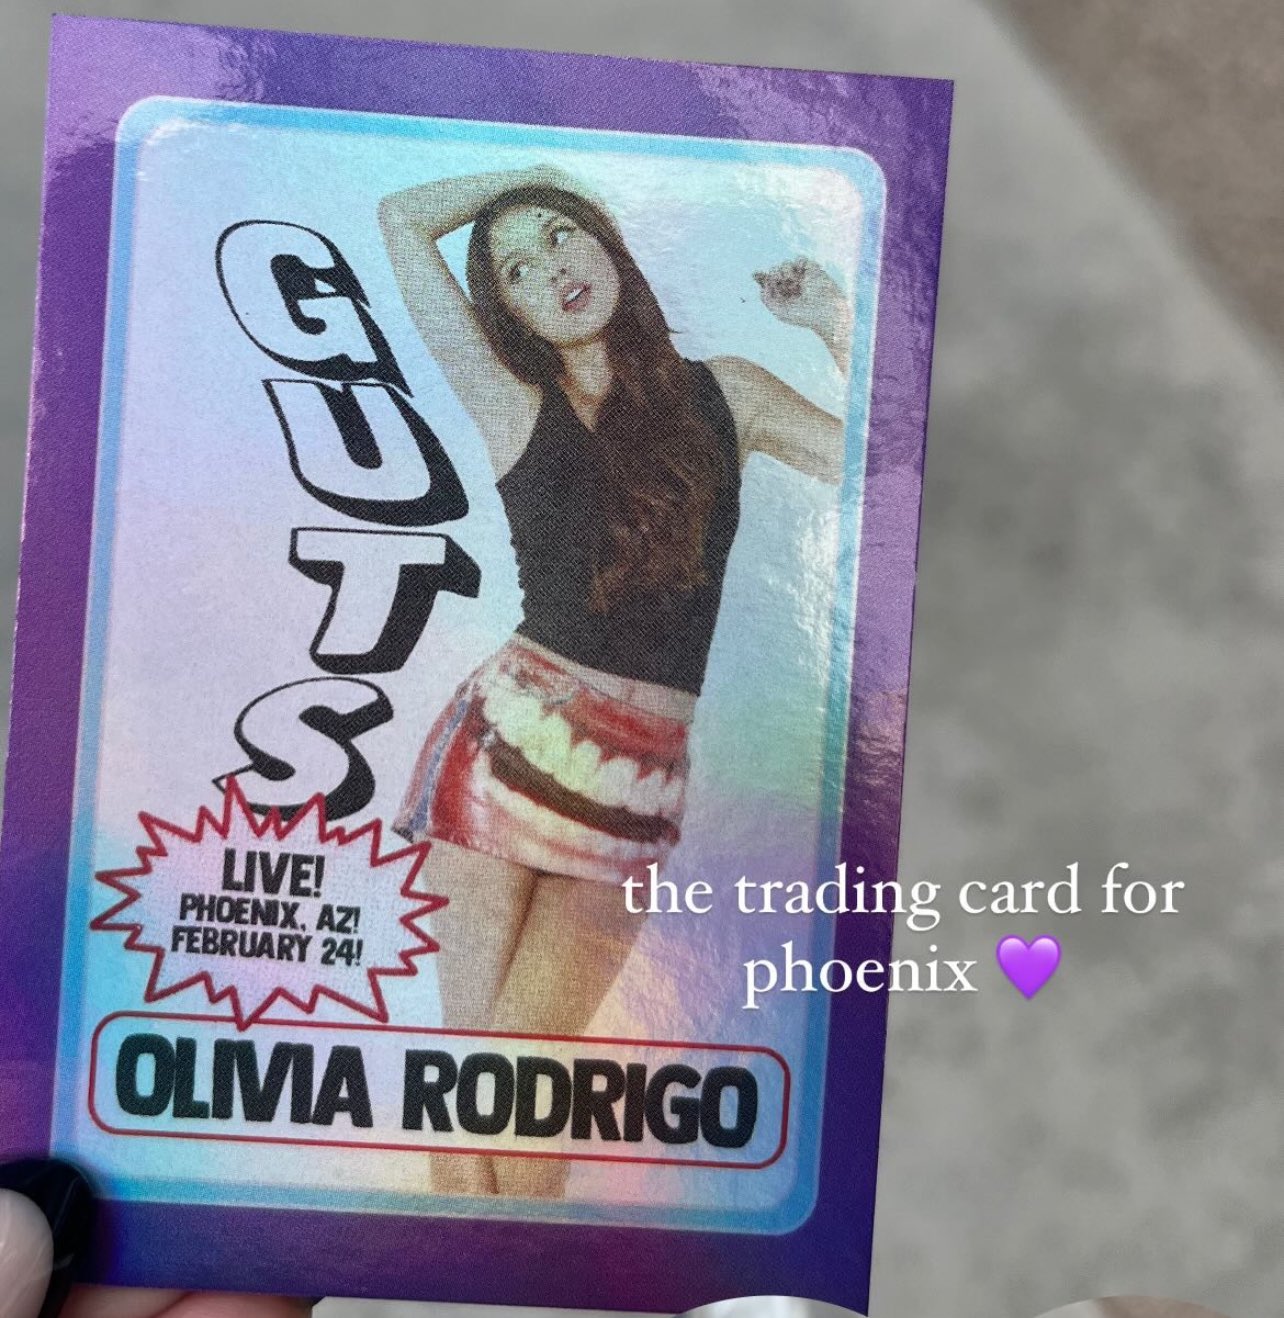 GUTS
LIVE!
PHOENIX, AZ!
FEBRUARY 24!
OLIVIA RODRIGO
the trading card for
phoenix 💜